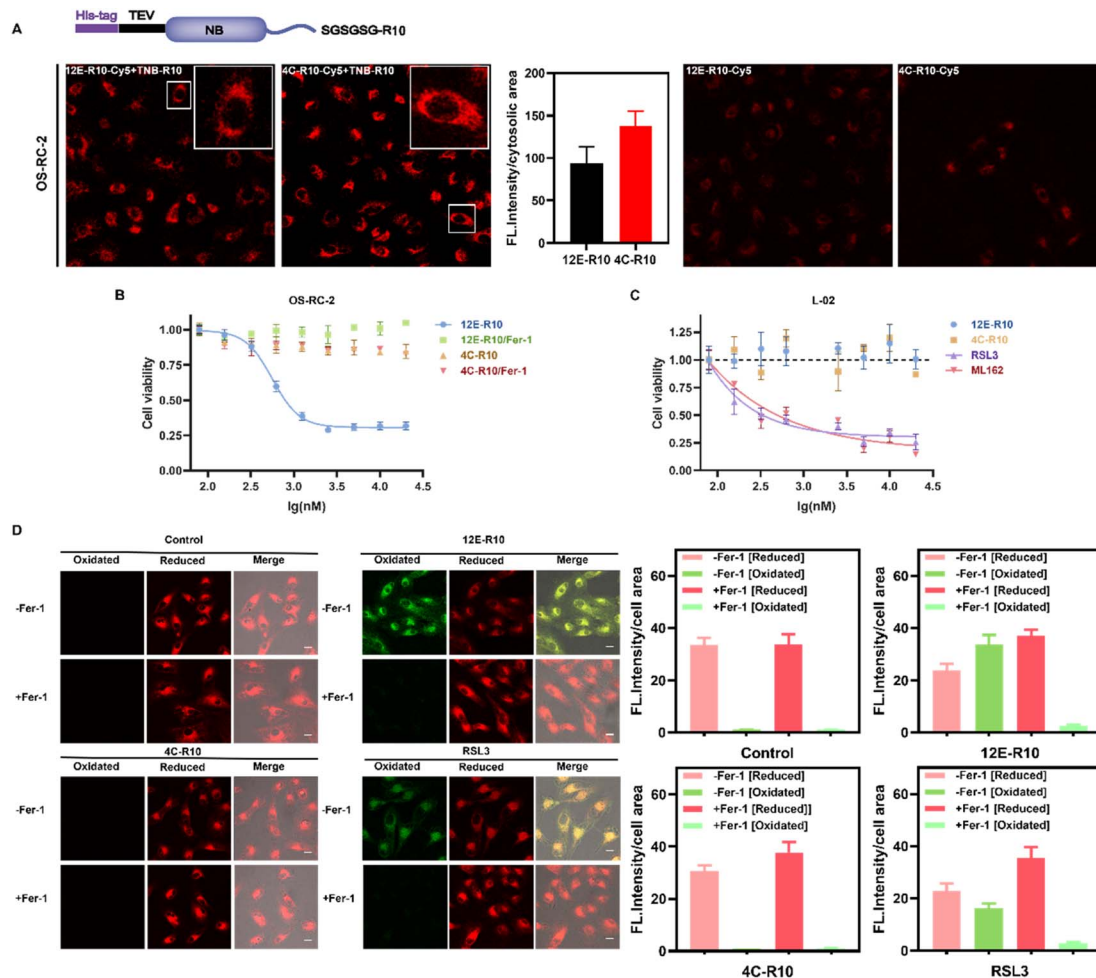 His-tag TEV
NB
SGSGSG-R10
A
12E-R10-Cy5+TNB-R10
4C-R10-Cy5+TNB-R10
12E-R10-Cy5
4C-R10-Cy5
OS-RC-2
FL.Intensity/cytosolic area
200
150
100
50
0
12E-R10 4C-R10
B
OS-RC-2
Cell viability
1.00
0.75
0.50
0.25
0.00
2.0 2.5 3.0 3.5 4.0 4.5
lg(nM)
12E-R10
12E-R10/Fer-1
4C-R10
4C-R10/Fer-1
C
L-02
Cell viability
1.25
1.00
0.75
0.50
0.25
0.00
2.0 2.5 3.0 3.5 4.0 4.5
lg(nM)
12E-R10
4C-R10
RSL3
ML162
D
Control
Oxidated Reduced Merge
-Fer-1
+Fer-1
12E-R10
Oxidated Reduced Merge
-Fer-1
+Fer-1
4C-R10
Oxidated Reduced Merge
-Fer-1
+Fer-1
RSL3
Oxidated Reduced Merge
-Fer-1
+Fer-1
FL.Intensity/cell area
60
40
20
0
-Fer-1 [Reduced]
-Fer-1 [Oxidated]
+Fer-1 [Reduced]
+Fer-1 [Oxidated]
Control
FL.Intensity/cell area
60
40
20
0
-Fer-1 [Reduced]
-Fer-1 [Oxidated]
+Fer-1 [Reduced]
+Fer-1 [Oxidated]
12E-R10
FL.Intensity/cell area
60
40
20
0
-Fer-1 [Reduced]
-Fer-1 [Oxidated]
+Fer-1 [Reduced]]
+Fer-1 [Oxidated]
4C-R10
FL.Intensity/cell area
60
40
20
0
-Fer-1 [Reduced]
-Fer-1 [Oxidated]
+Fer-1 [Reduced]
+Fer-1 [Oxidated]
RSL3